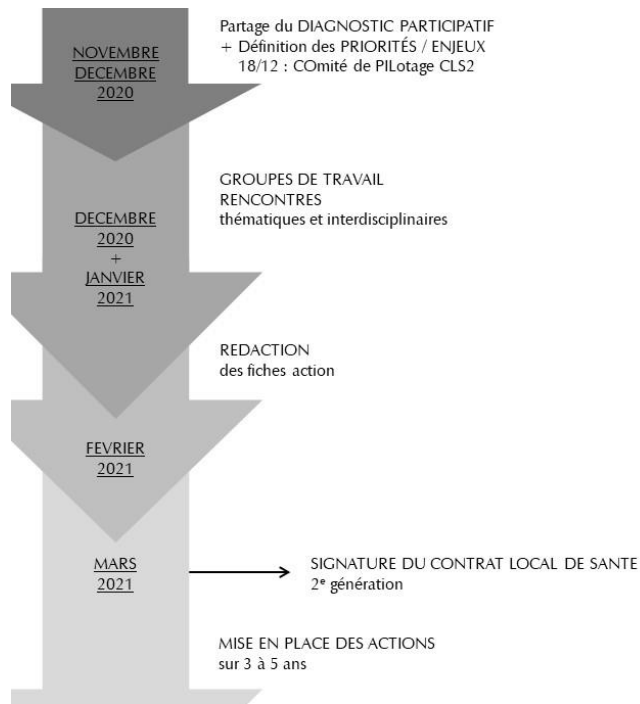 NOVEMBRE
DECEMBRE
2020
Partage du DIAGNOSTIC PARTICIPATIF
+ Définition des PRIORITÉS / ENJEUX
18/12 : COmité de PILotage CLS2
GROUPES DE TRAVAIL
RENCONTRES
thématiques et interdisciplinaires
DECEMBRE
2020
+
JANVIER
2021
REDACTION
des fiches action
FEVRIER
2021
MARS
2021
SIGNATURE DU CONTRAT LOCAL DE SANTE
2e génération
MISE EN PLACE DES ACTIONS
sur 3 à 5 ans